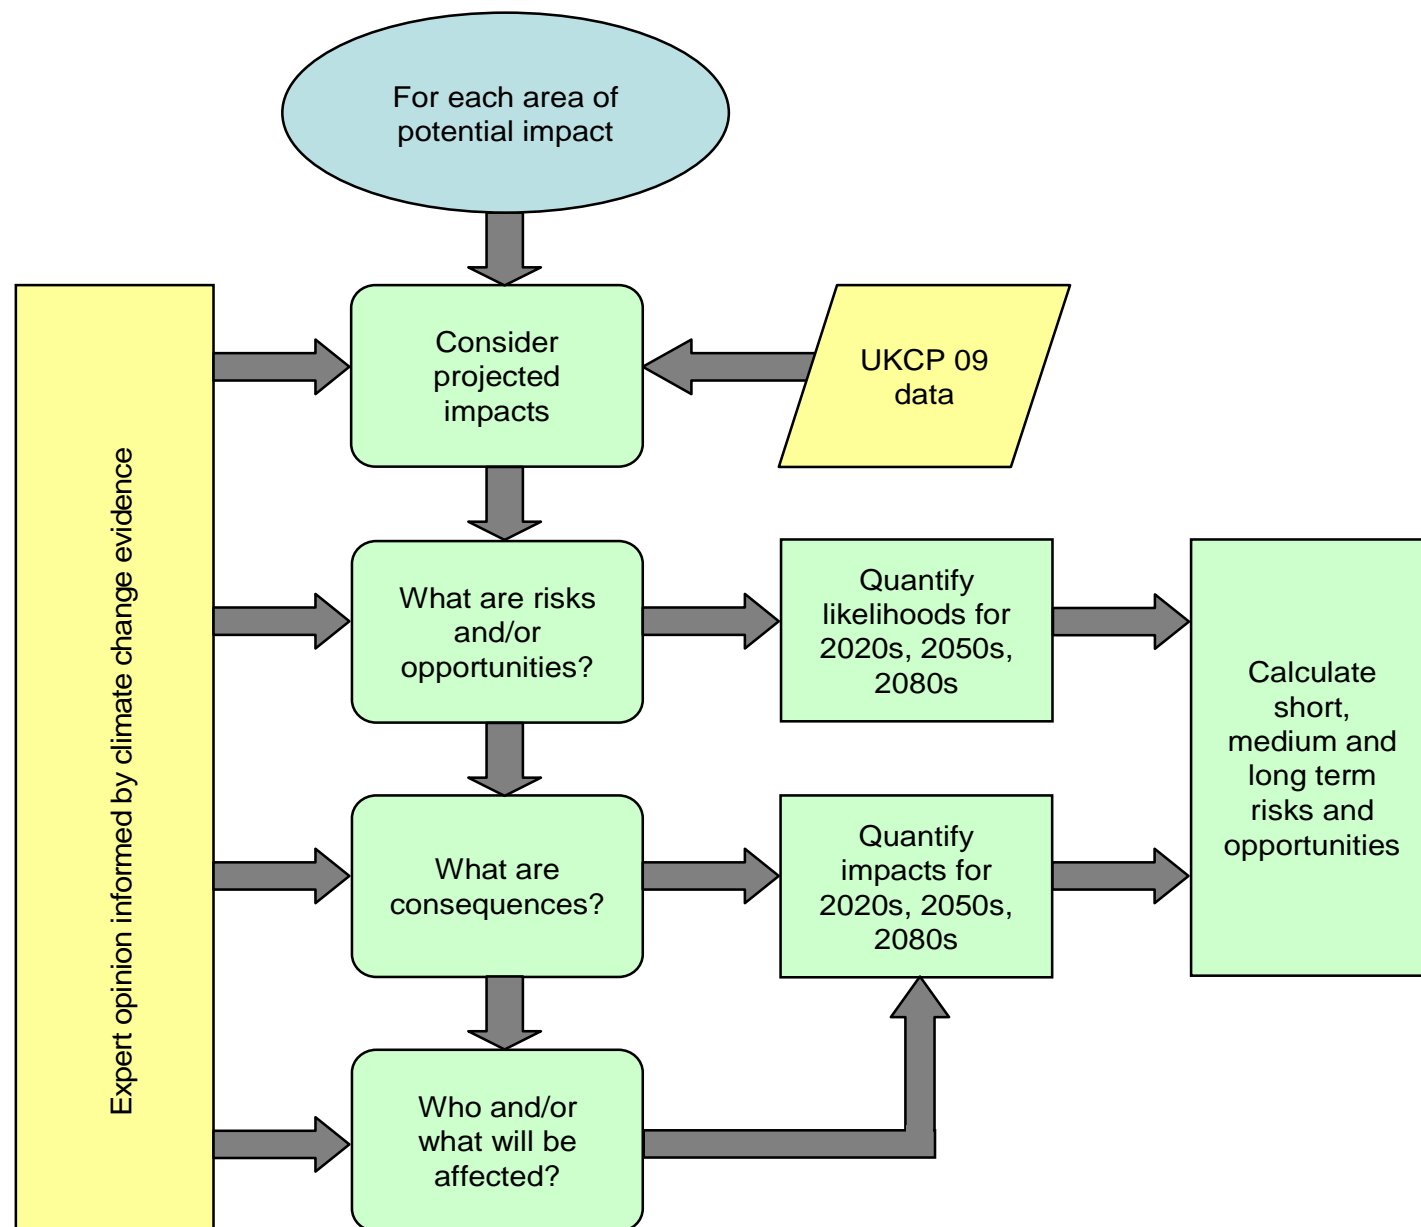 For each area of
potential impact
Consider
projected
impacts
UKCP 09
data
Expert opinion informed by climate change evidence
What are risks
and/or
opportunities?
Quantify
likelihoods for
2020s, 2050s,
2080s
Calculate
short,
medium and
long term
risks and
opportunities
What are
consequences?
Quantify
impacts for
2020s, 2050s,
2080s
Who and/or
what will be
affected?